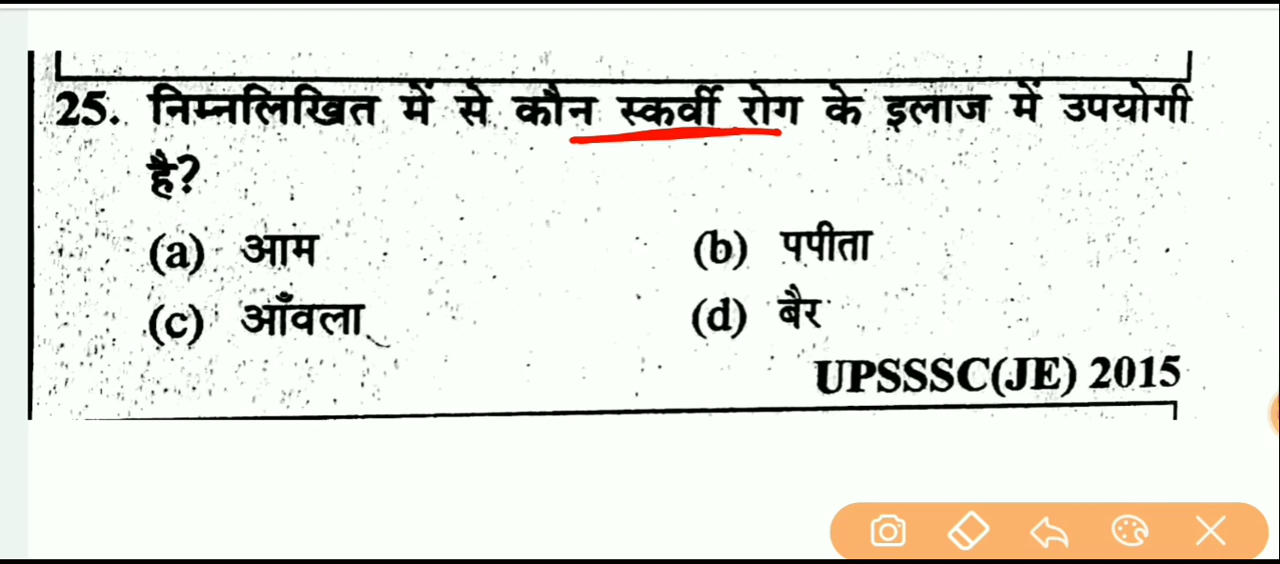 25. निम्नलिखित में से कौन स्कर्वी रोग के इलाज में उपयोगी
है?
(a) आम (b) पपीता
(c) आँवला (d) बैर
UPSSSC(JE) 2015